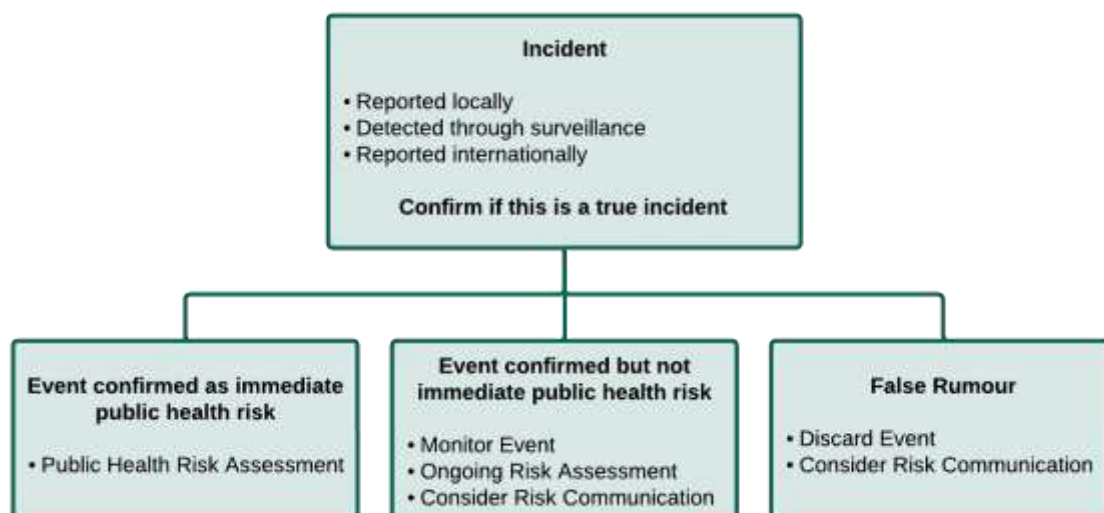 Incident
• Reported locally
• Detected through surveillance
• Reported internationally
Confirm if this is a true incident
Event confirmed as immediate
public health risk
• Public Health Risk Assessment
Event confirmed but not
immediate public health risk
• Monitor Event
• Ongoing Risk Assessment
• Consider Risk Communication
False Rumour
• Discard Event
• Consider Risk Communication